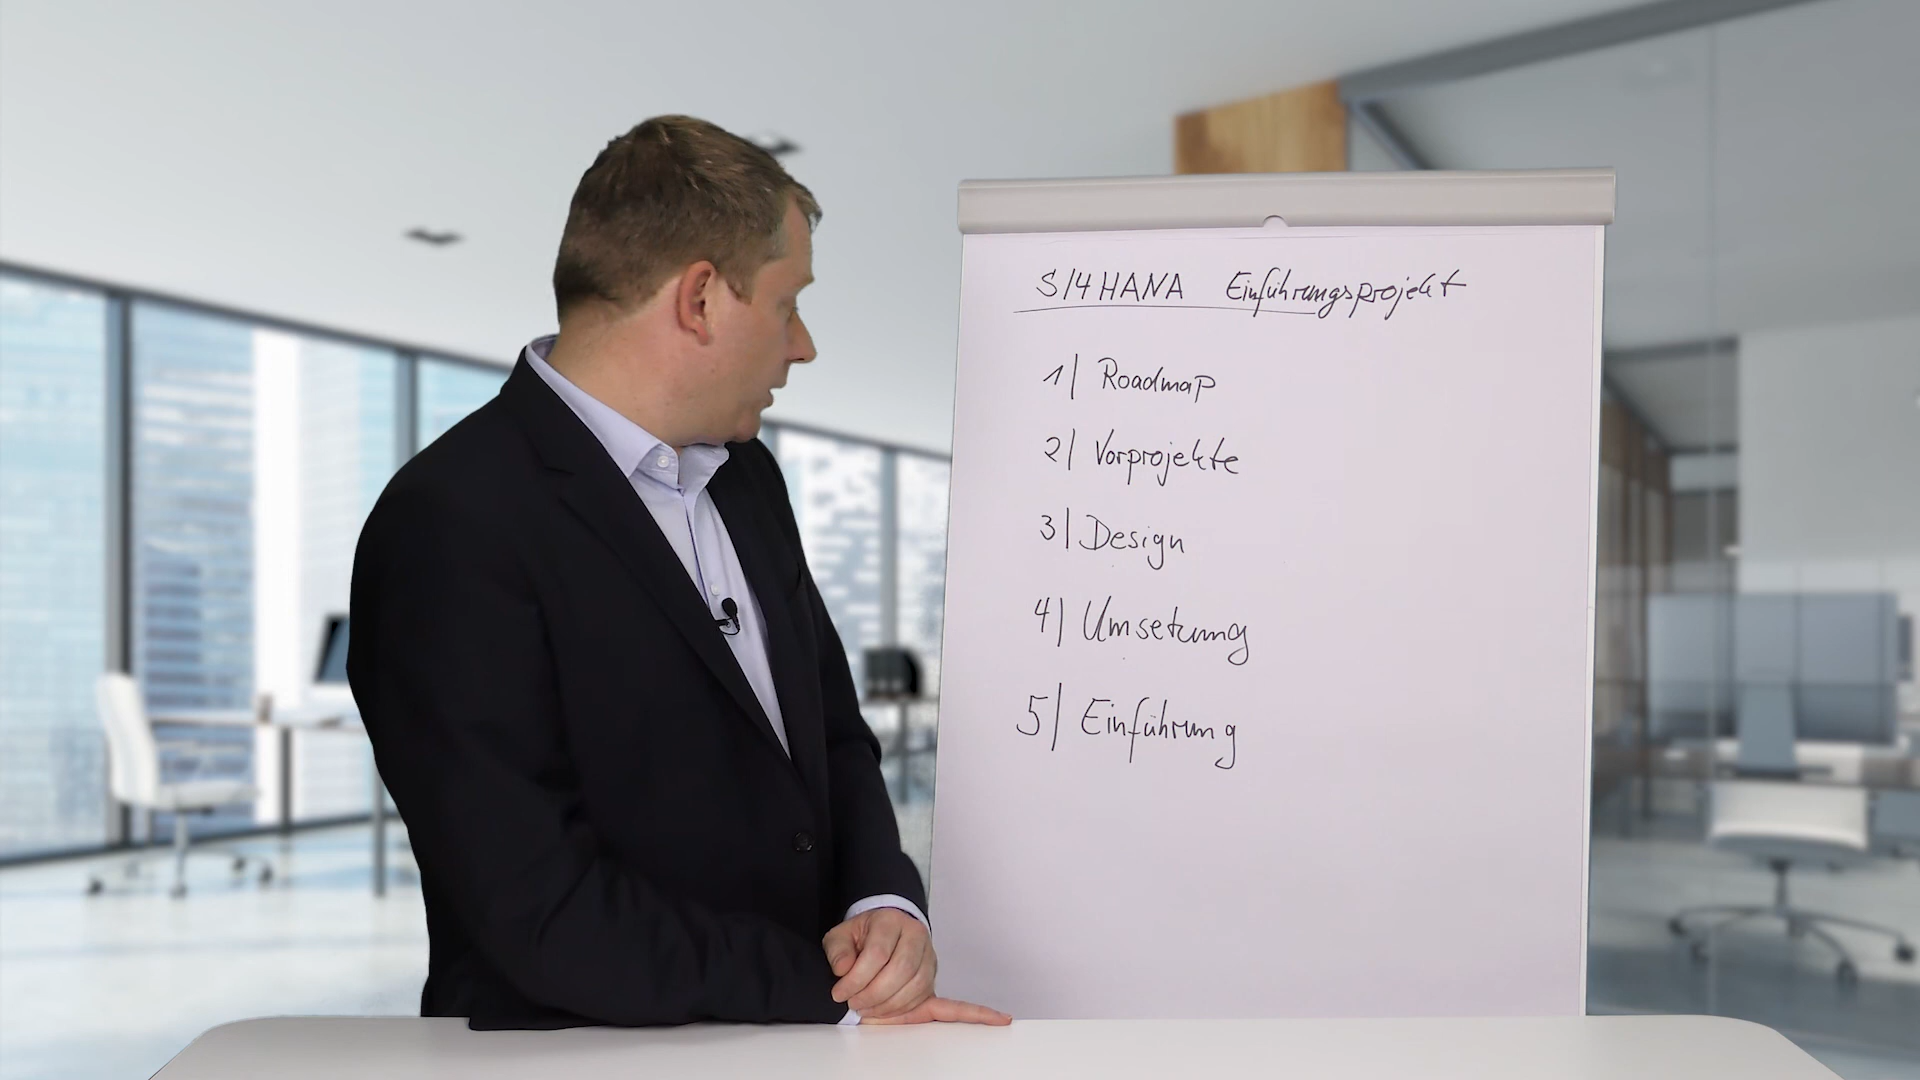 S/4HANA Einführungsprojekt
1| Roadmap
2| Vorprojekte
3| Design
4| Umsetzung
5| Einführung